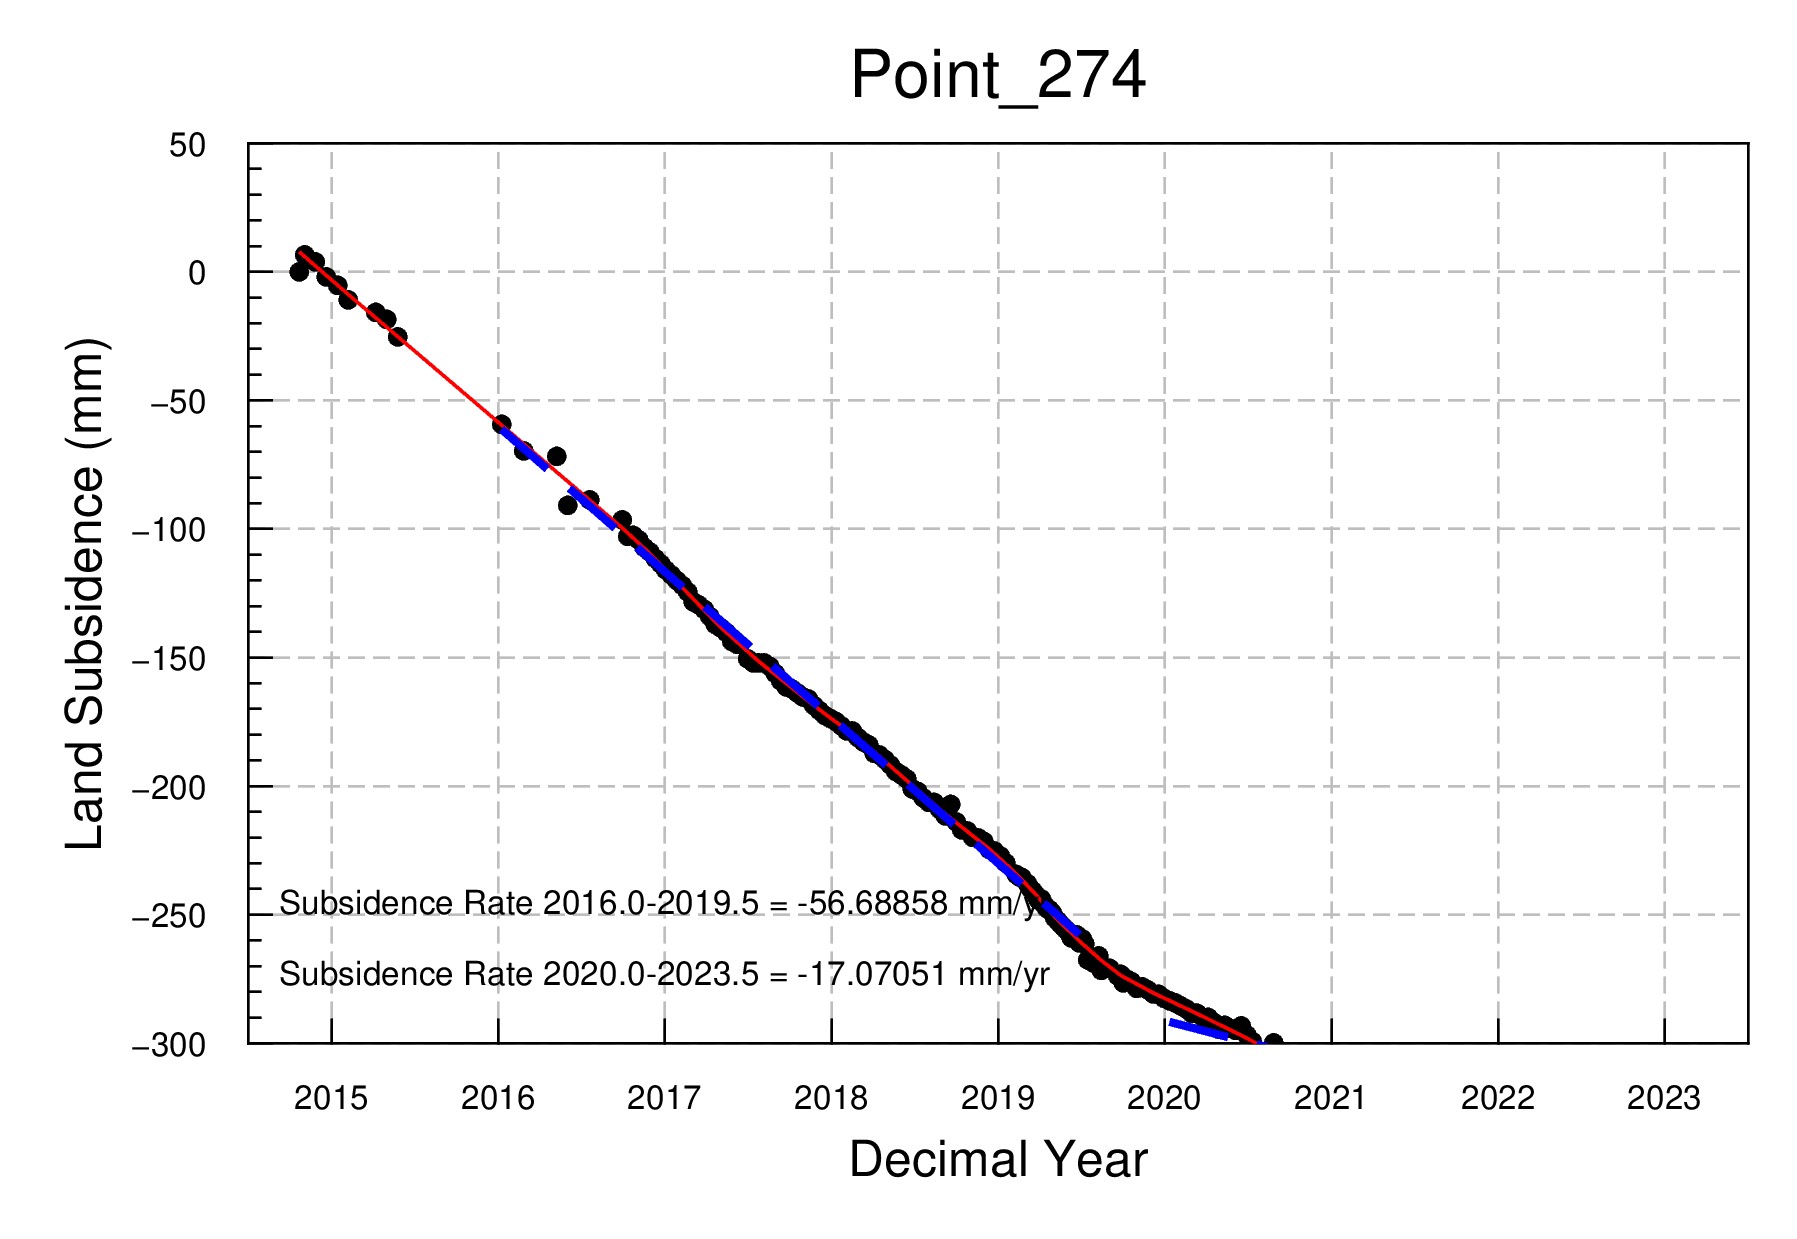 Point_274
50
0
−50
−100
−150
−200
−250
−300
Land Subsidence (mm)
Subsidence Rate 2016.0-2019.5 = -56.68858 mm/yr
Subsidence Rate 2020.0-2023.5 = -17.07051 mm/yr
2015 2016 2017 2018 2019 2020 2021 2022 2023
Decimal Year